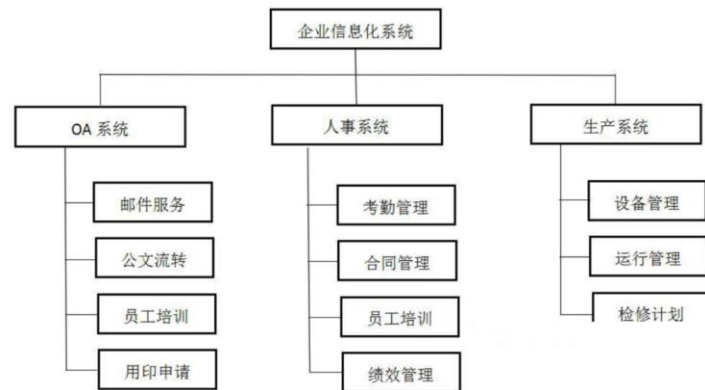 企业信息化系统
OA 系统
人事系统
生产系统
邮件服务
考勤管理
设备管理
公文流转
合同管理
运行管理
员工培训
员工培训
检修计划
用印申请
绩效管理